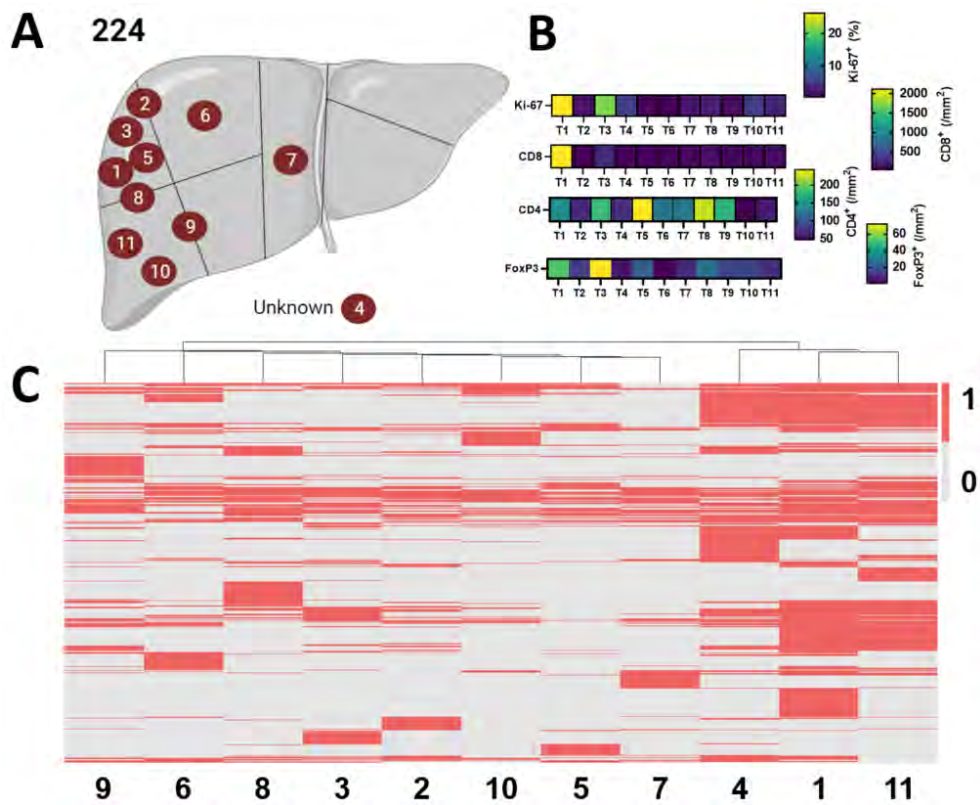 A 224
2
6
3
5
7
1
8
9
11
10
Unknown 4
B
Ki-67
T1 T2 T3 T4 T5 T6 T7 T8 T9 T10 T11
CD8
T1 T2 T3 T4 T5 T6 T7 T8 T9 T10 T11
CD4
T1 T2 T3 T4 T5 T6 T7 T8 T9 T10 T11
FoxP3
T1 T2 T3 T4 T5 T6 T7 T8 T9 T10 T11
20
10
Ki-67⁺ (%)
2000
1500
1000
500
CD8⁺ (/mm²)
200
150
100
50
CD4⁺ (/mm²)
60
40
20
FoxP3⁺ (/mm²)
C
1
0
9 6 8 3 2 10 5 7 4 1 11